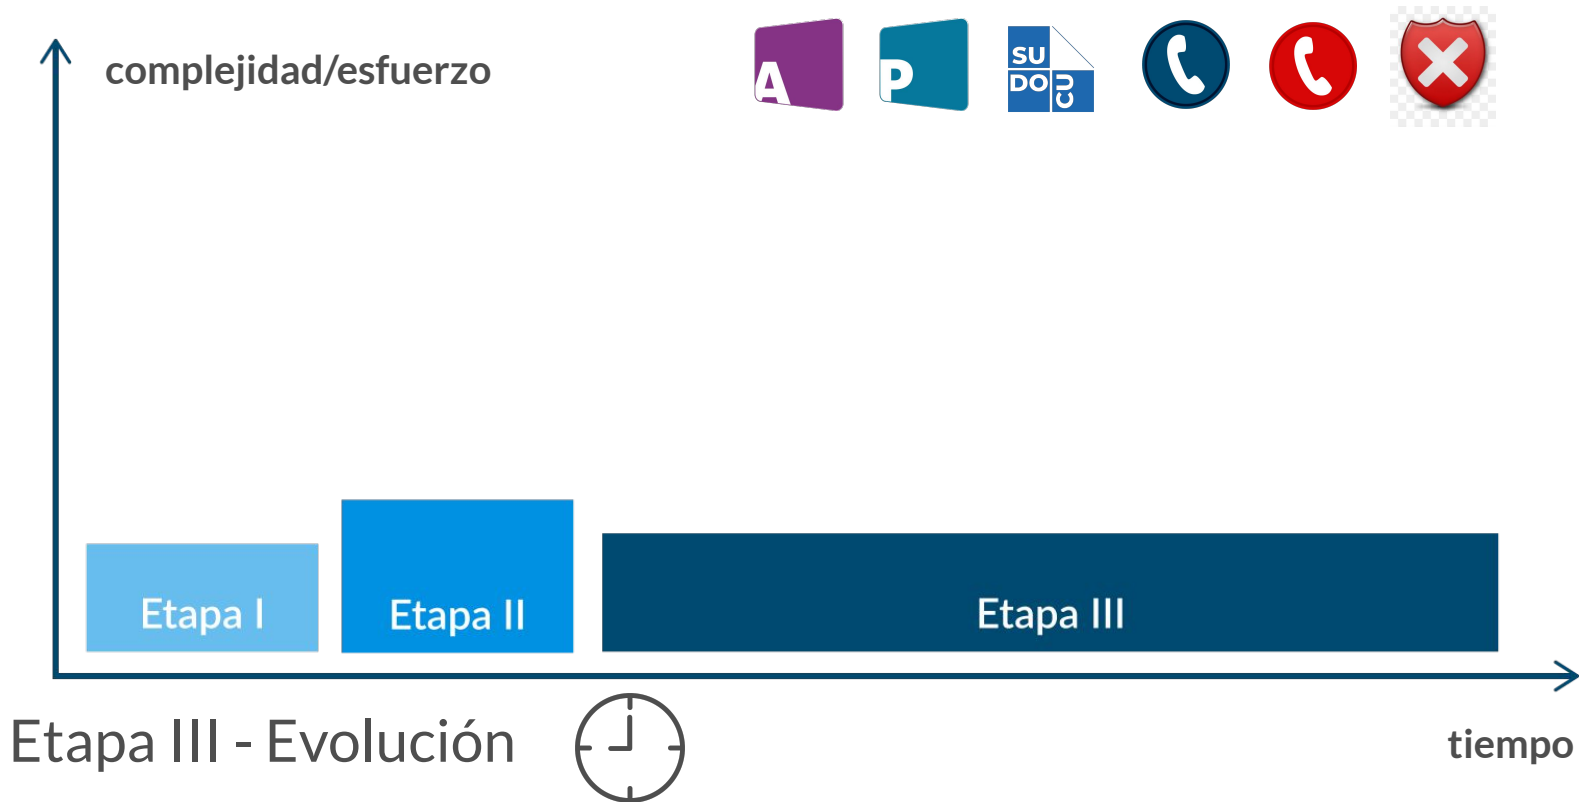 complejidad/esfuerzo
A
P
SU
DO
CU
Etapa I
Etapa II
Etapa III
Etapa III - Evolución
tiempo